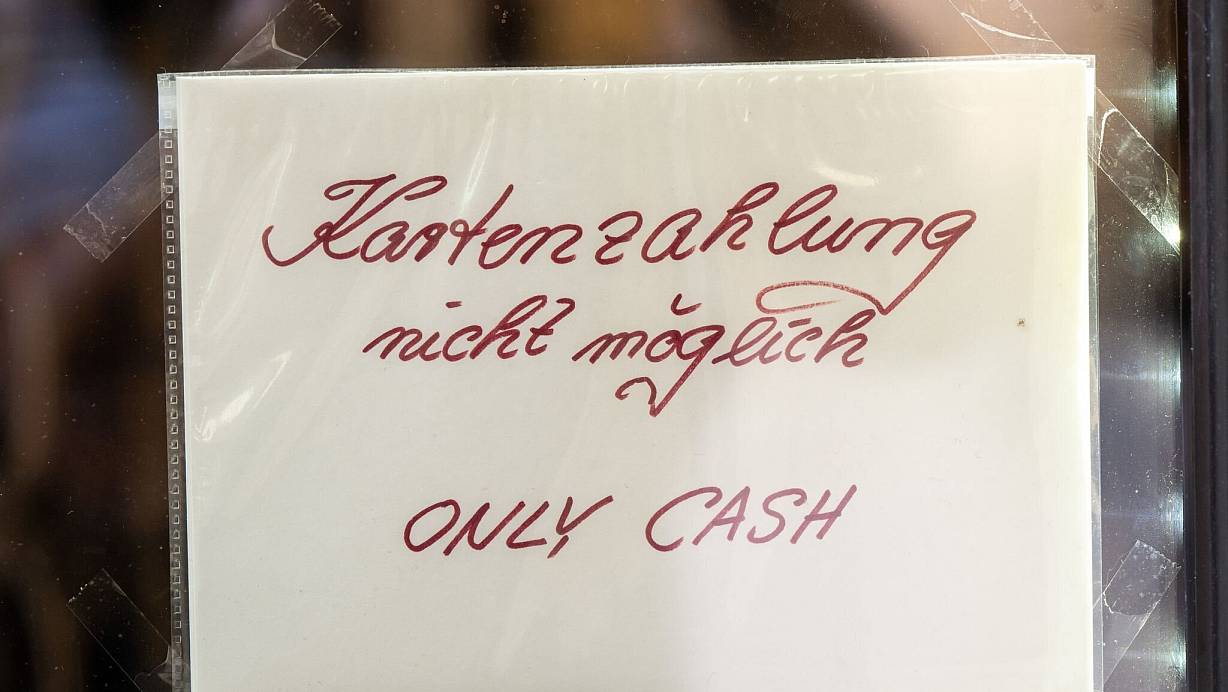 Kartenzahlung
nicht möglich
ONLY CASH